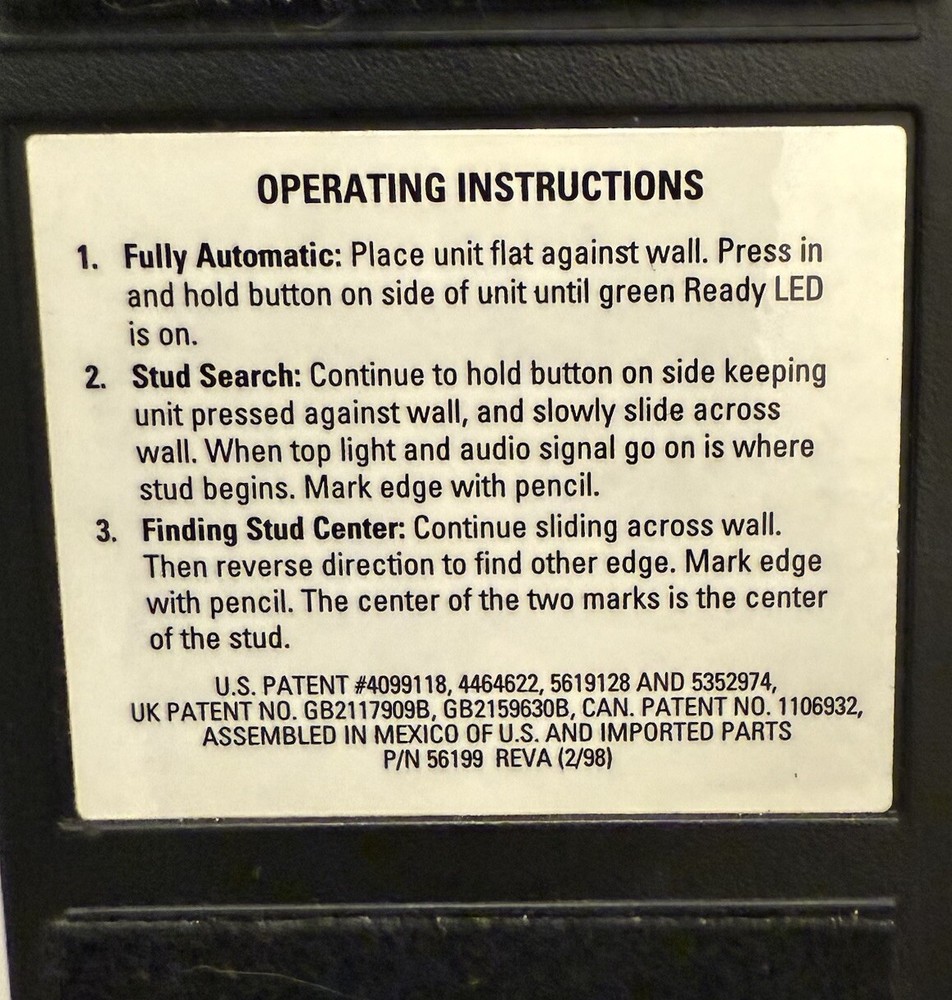 OPERATING INSTRUCTIONS
1. Fully Automatic: Place unit flat against wall. Press in
and hold button on side of unit until green Ready LED
is on.
2. Stud Search: Continue to hold button on side keeping
unit pressed against wall, and slowly slide across
wall. When top light and audio signal go on is where
stud begins. Mark edge with pencil.
3. Finding Stud Center: Continue sliding across wall.
Then reverse direction to find other edge. Mark edge
with pencil. The center of the two marks is the center
of the stud.
U.S. PATENT #4099118, 4464622, 5619128 AND 5352974,
UK PATENT NO. GB2117909B, GB2159630B, CAN. PATENT NO. 1106932,
ASSEMBLED IN MEXICO OF U.S. AND IMPORTED PARTS
P/N 56199 REVA (2/98)